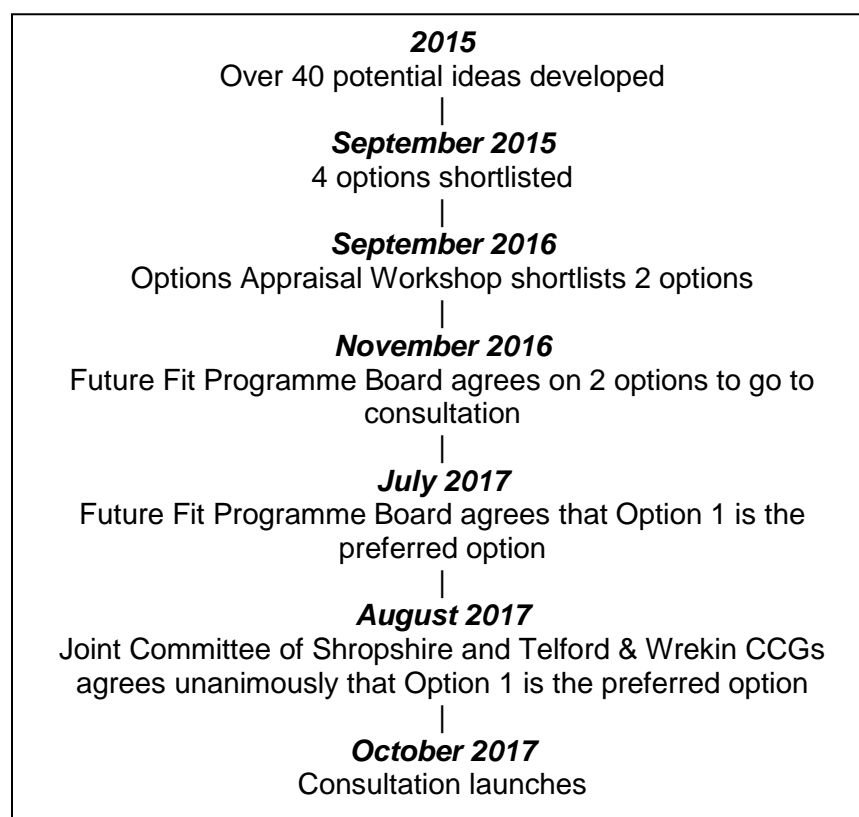 2015
Over 40 potential ideas developed
|
September 2015
4 options shortlisted
|
September 2016
Options Appraisal Workshop shortlists 2 options
|
November 2016
Future Fit Programme Board agrees on 2 options to go to
consultation
|
July 2017
Future Fit Programme Board agrees that Option 1 is the
preferred option
|
August 2017
Joint Committee of Shropshire and Telford & Wrekin CCGs
agrees unanimously that Option 1 is the preferred option
|
October 2017
Consultation launches